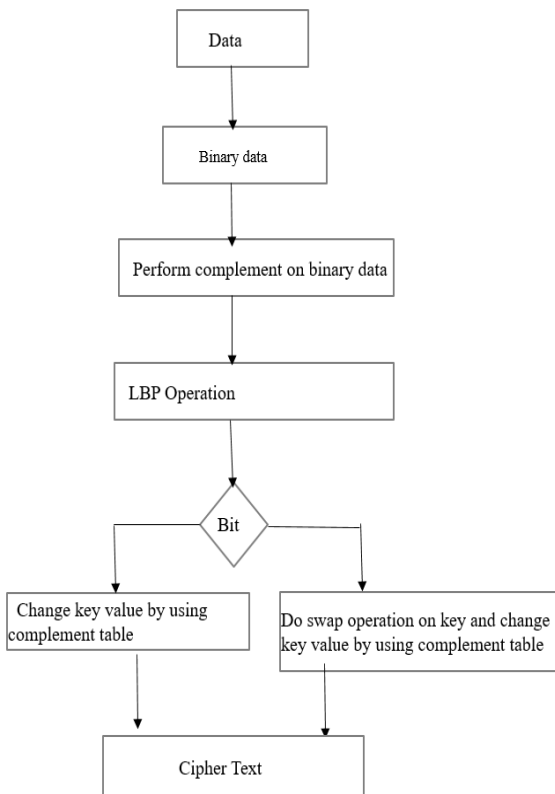 Data
Binary data
Perform complement on binary data
LBP Operation
Bit
Change key value by using
complement table
Do swap operation on key and change
key value by using complement table
Cipher Text